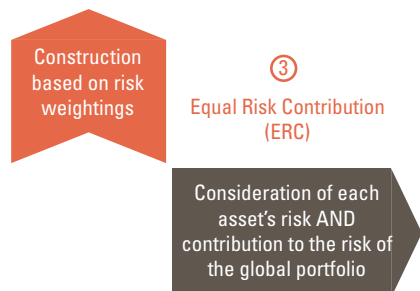 Construction
based on risk
weightings
3
Equal Risk Contribution
(ERC)
Consideration of each
asset's risk AND
contribution to the risk of
the global portfolio